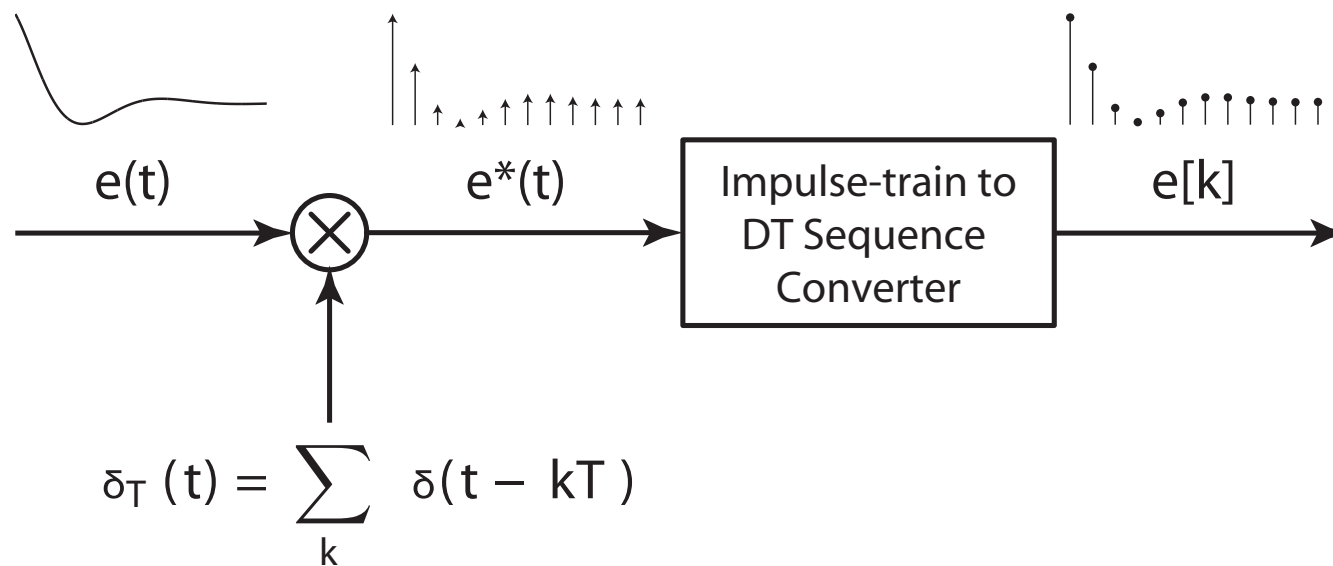 e(t)
e*(t)
Impulse-train to
DT Sequence
Converter
e[k]
δT (t) = ∑ δ(t − kT )
k